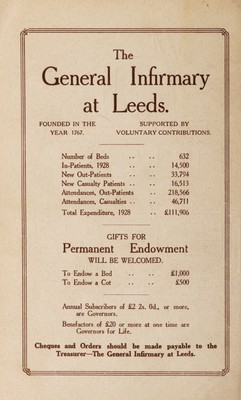 The
General Infirmary
at Leeds.
FOUNDED IN THE YEAR 1767.
SUPPORTED BY VOLUNTARY CONTRIBUTIONS.
Number of Beds .. .. 632
In-Patients, 1928 .. .. 14,500
New Out-Patients .. .. 33,794
New Casualty Patients .. .. 16,513
Attendances, Out-Patients .. 218,566
Attendances, Casualties .. .. 46,711
Total Expenditure, 1928 .. £111,906
GIFTS FOR
Permanent Endowment
WILL BE WELCOMED.
To Endow a Bed .. .. £1,000
To Endow a Cot .. .. £500
Annual Subscribers of £2 2s. 0d., or more,
are Governors.
Benefactors of £20 or more at one time are
Governors for Life.
Cheques and Orders should be made payable to the
Treasurer—The General Infirmary at Leeds.